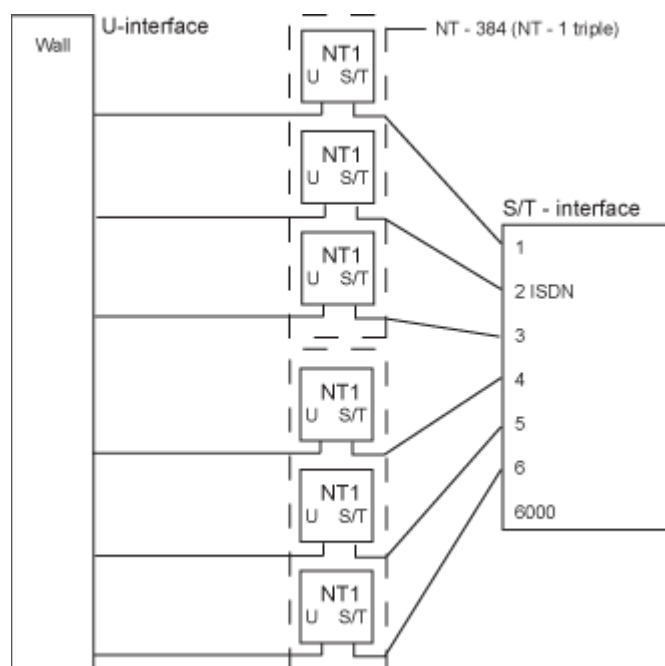 U-interface
Wall
NT - 384 (NT - 1 triple)
NT1
U S/T
NT1
U S/T
NT1
U S/T
S/T - interface
1
2 ISDN
3
4
5
6
6000
NT1
U S/T
NT1
U S/T
NT1
U S/T